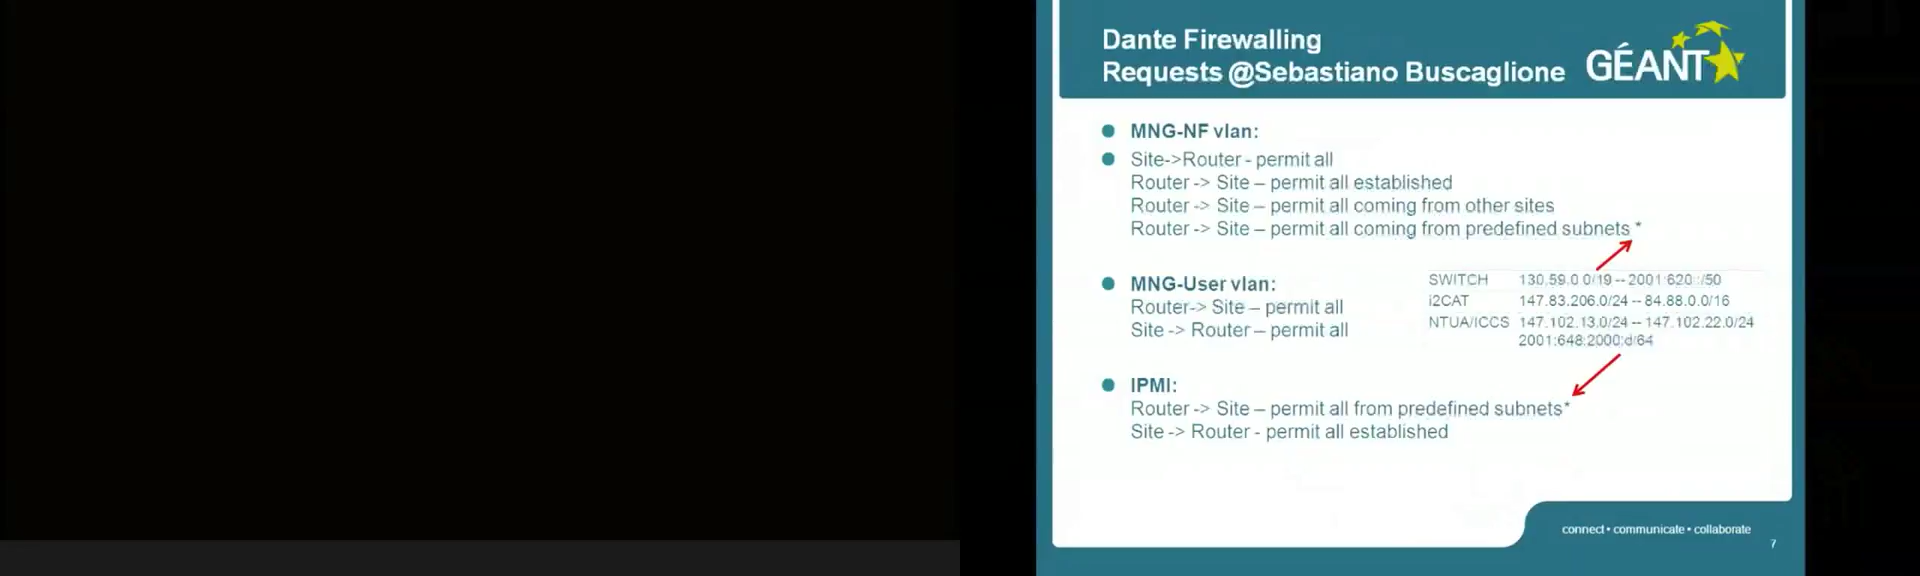 Dante Firewalling
Requests @Sebastiano Buscaglione
GÉANT
MNG-NF vlan:
Site->Router - permit all
Router -> Site – permit all established
Router -> Site – permit all coming from other sites
Router -> Site – permit all coming from predefined subnets *
MNG-User vlan:
Router-> Site – permit all
Site -> Router – permit all
SWITCH 130.59.0.0/19 -- 2001:620::/50
i2CAT 147.83.206.0/24 -- 84.88.0.0/16
NTUA/ICCS 147.102.13.0/24 -- 147.102.22.0/24
2001:648:2000:d/64
IPMI:
Router -> Site – permit all from predefined subnets*
Site -> Router - permit all established
connect • communicate • collaborate
7